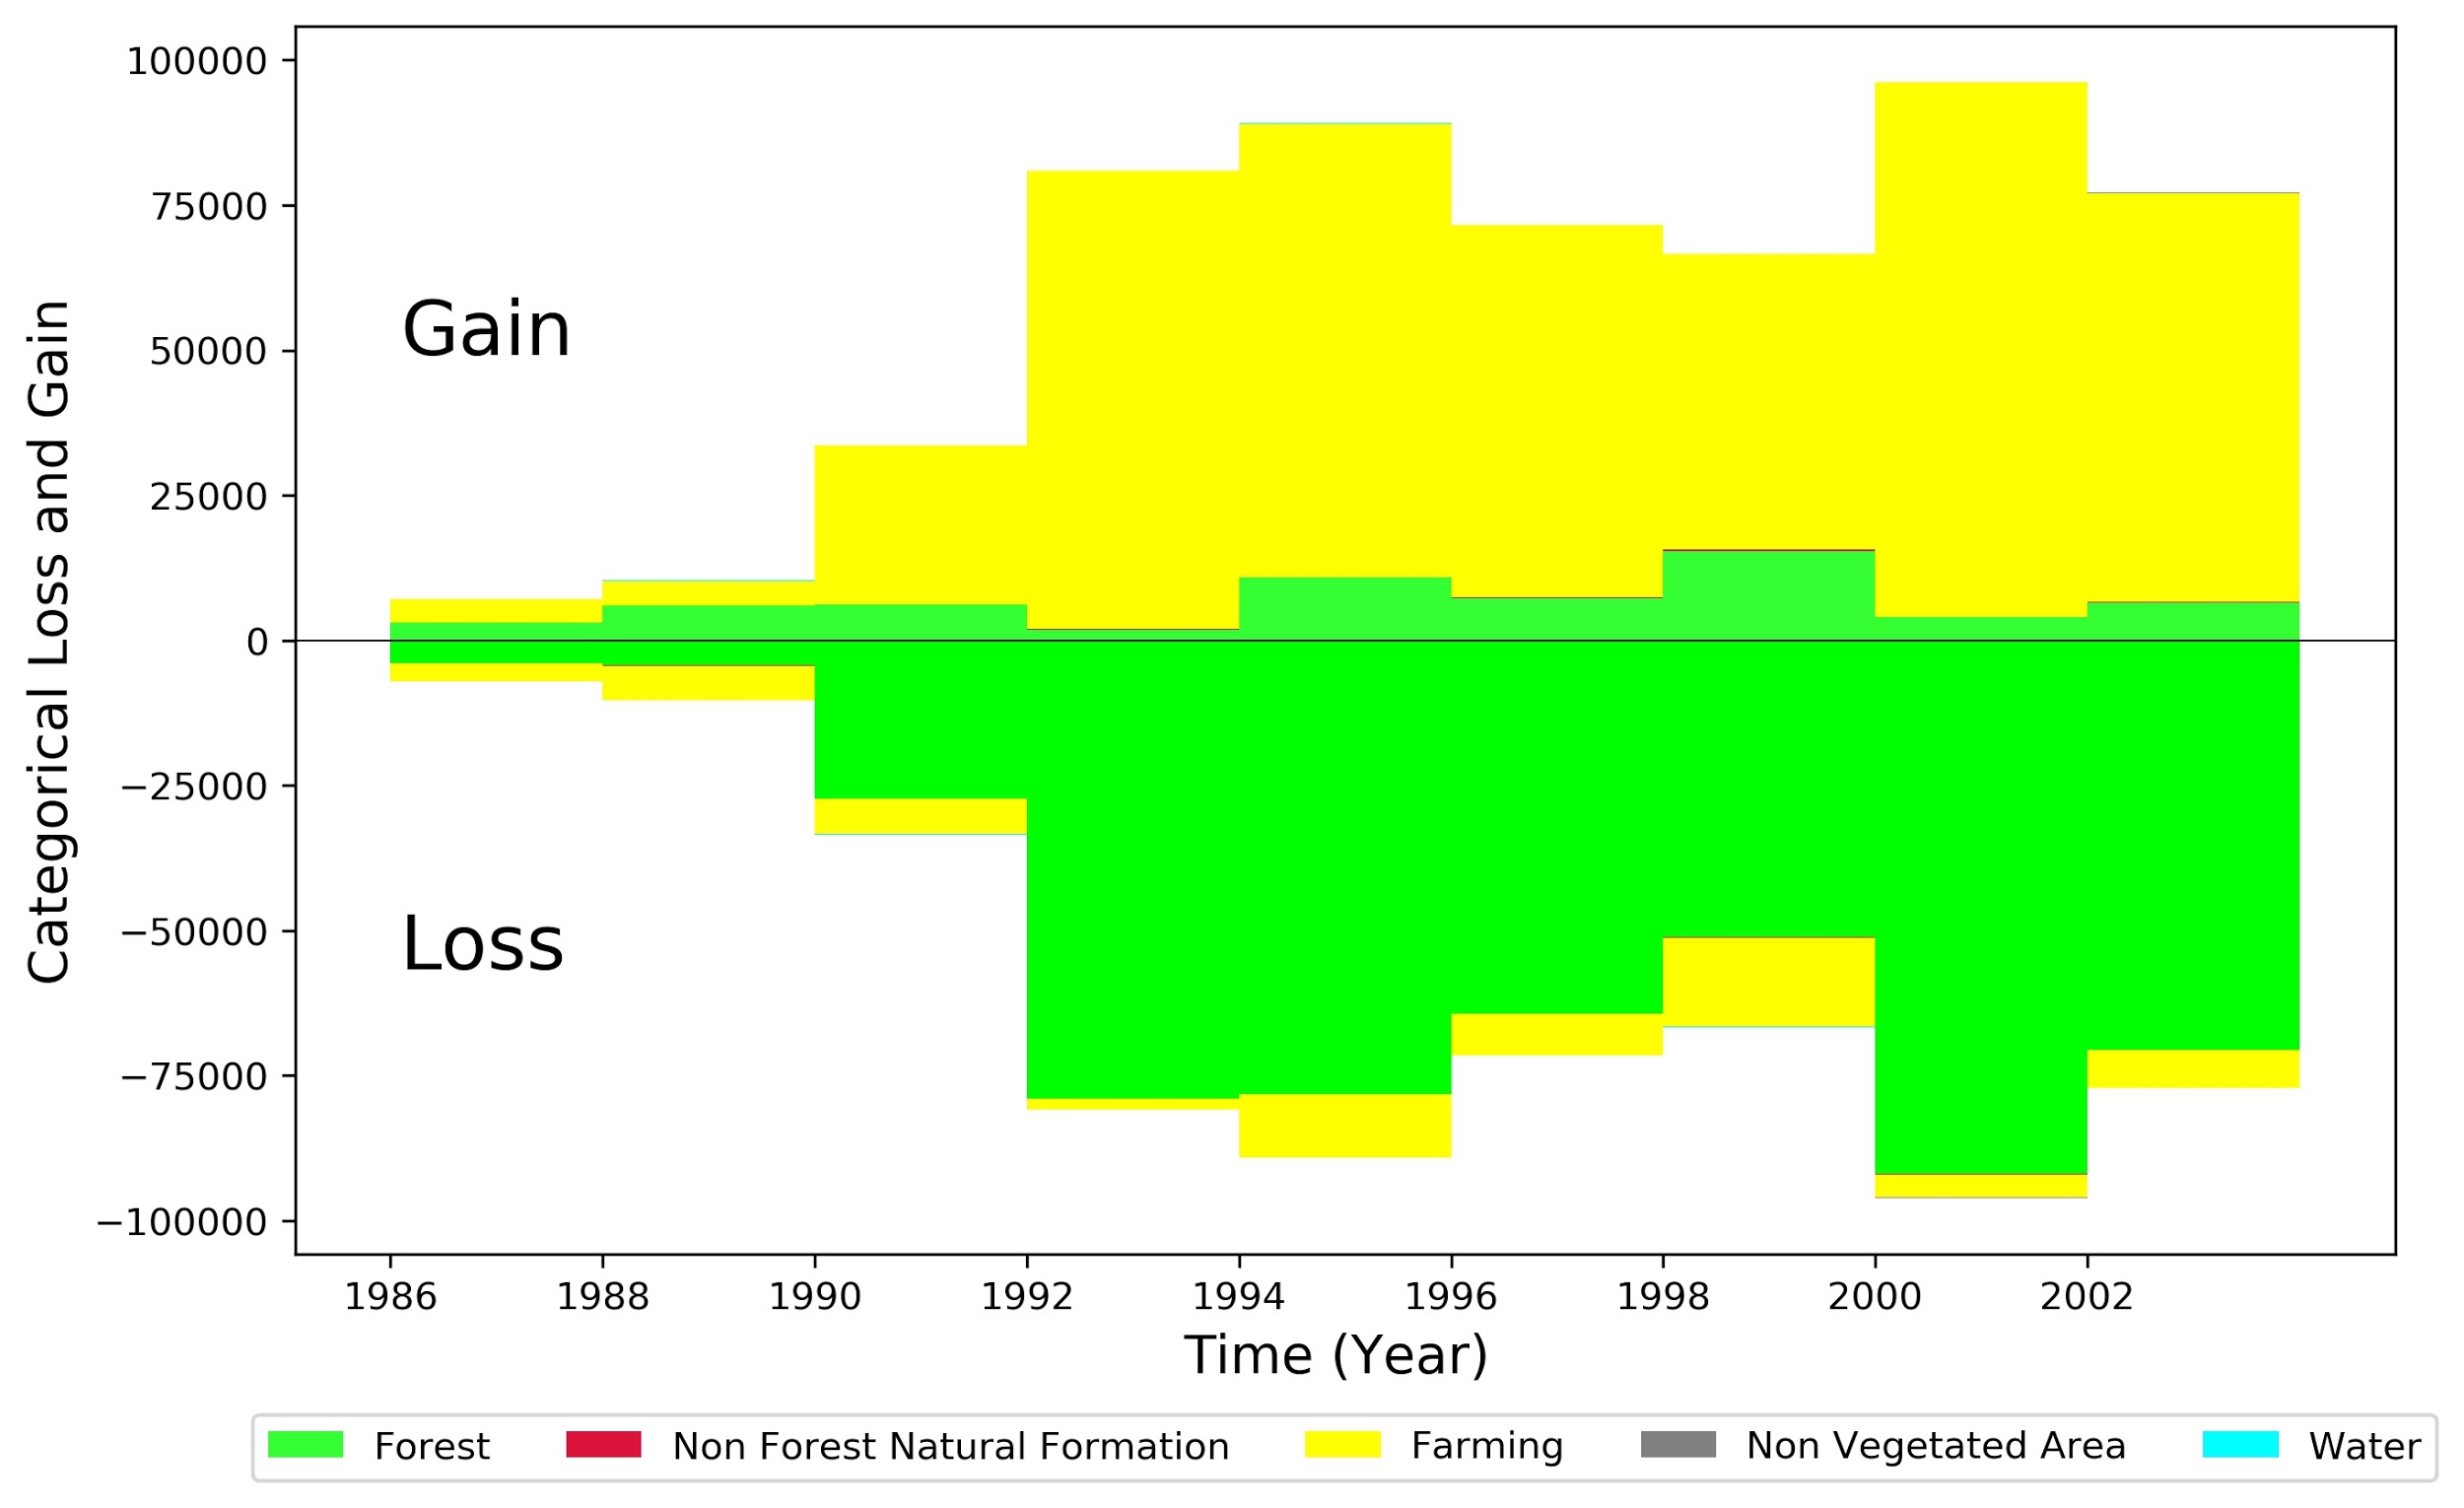 Categorical Loss and Gain
100000
75000
50000
25000
0
−25000
−50000
−75000
−100000
Gain
Loss
1986 1988 1990 1992 1994 1996 1998 2000 2002
Time (Year)
Forest Non Forest Natural Formation Farming Non Vegetated Area Water